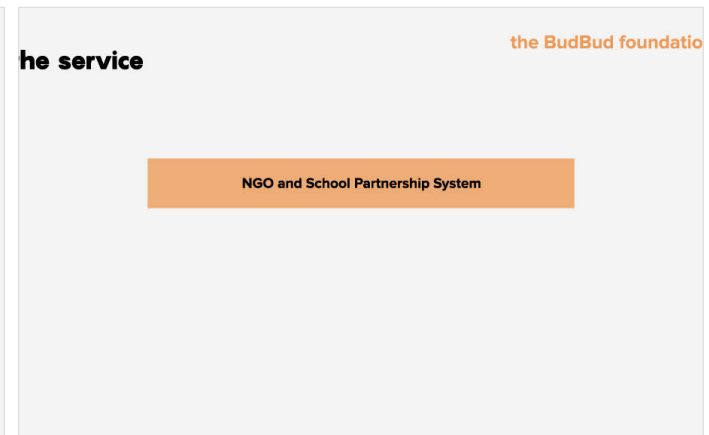 the BudBud foundatio
he service
NGO and School Partnership System